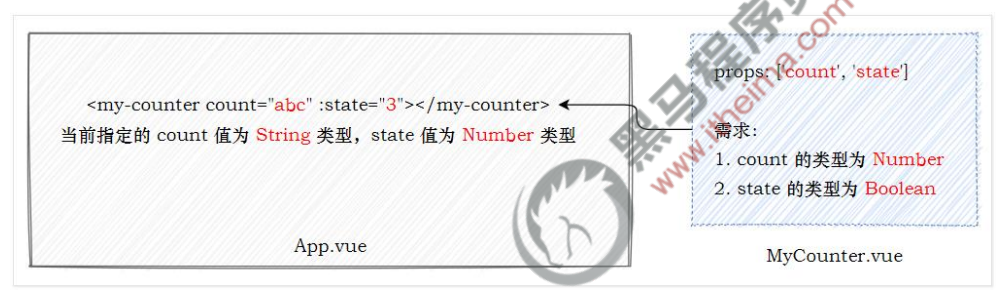 <my-counter count="abc" :state="3"></my-counter>
当前指定的 count 值为 String 类型，state 值为 Number 类型
App.vue
props: ['count', 'state']
需求：
1. count 的类型为 Number
2. state 的类型为 Boolean
MyCounter.vue
黑马程序员
www.itheima.com